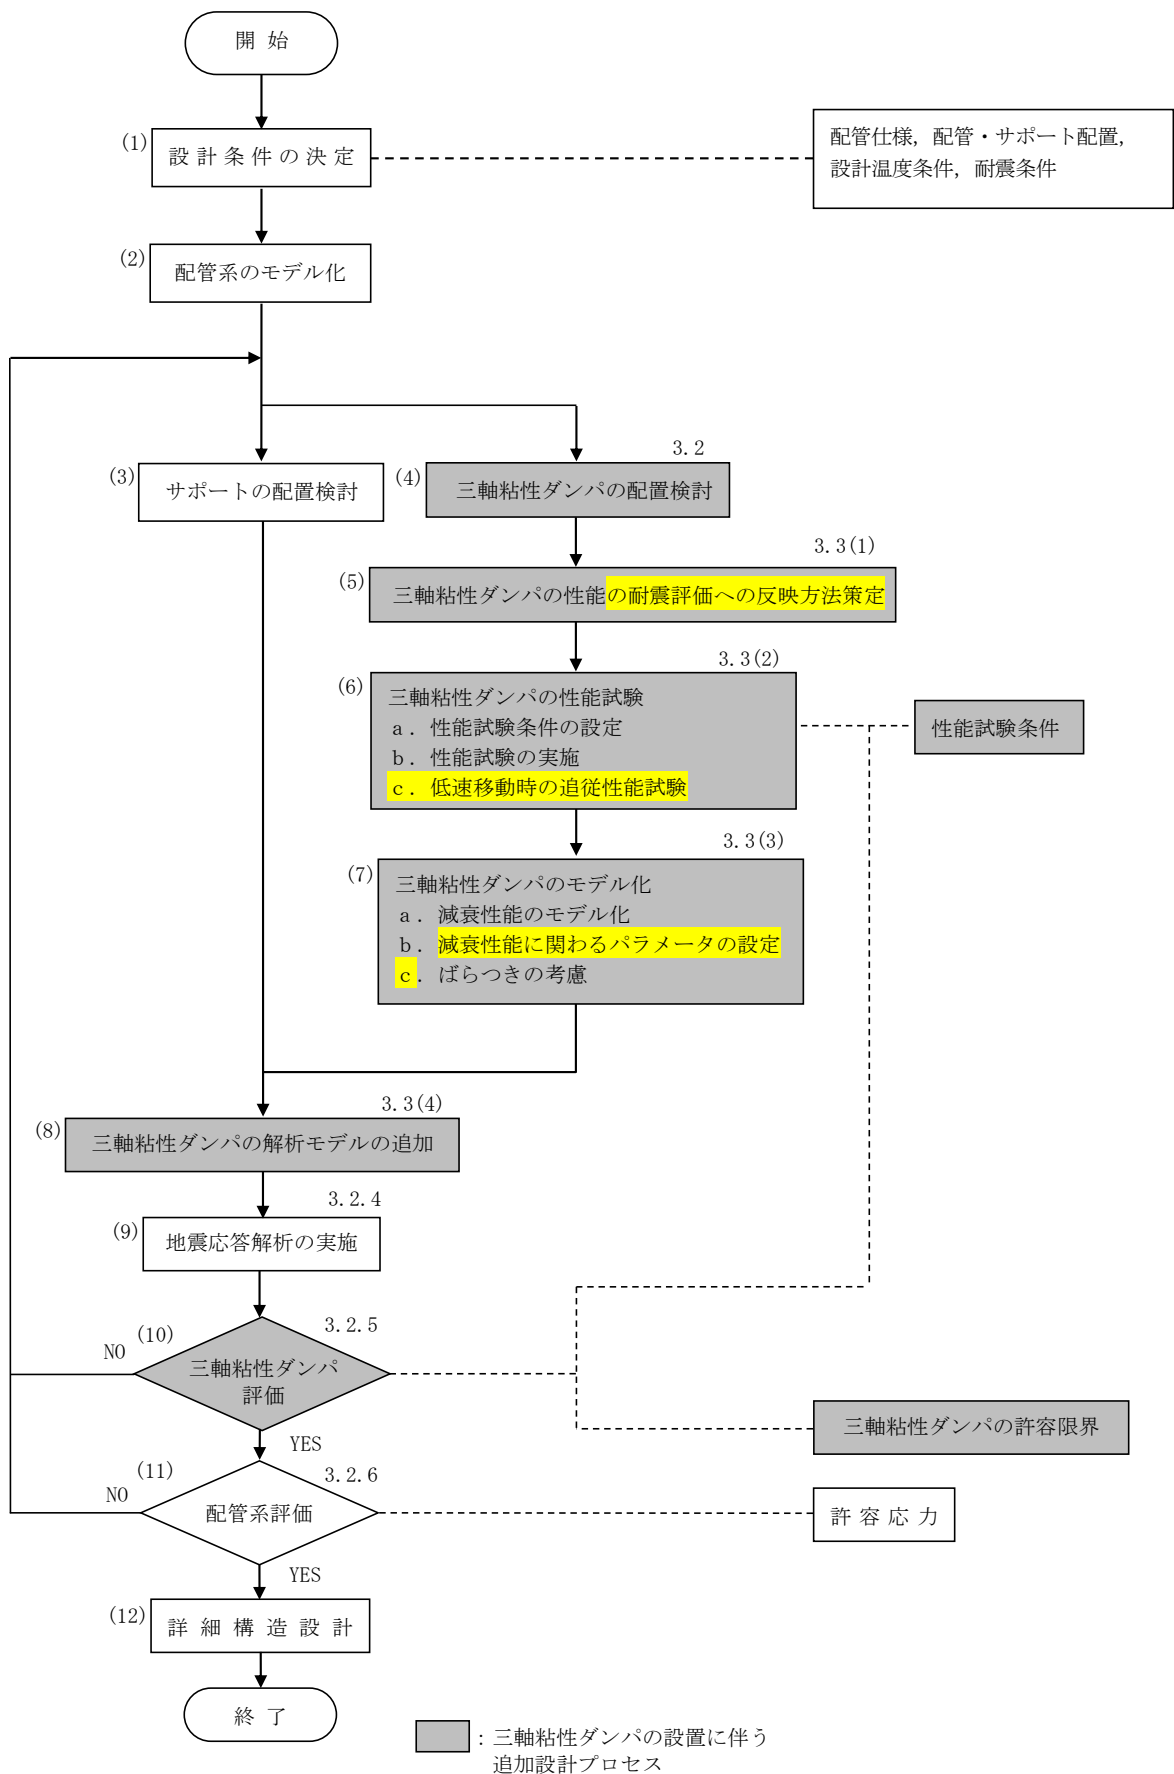 開 始
(1)
設計条件の決定
配管仕様，配管・サポート配置，
設計温度条件，耐震条件
(2)
配管系のモデル化
(3)
サポートの配置検討
3.2
(4)
三軸粘性ダンパの配置検討
3.3(1)
(5)
三軸粘性ダンパの性能の耐震評価への反映方法策定
3.3(2)
(6)
三軸粘性ダンパの性能試験
ａ．性能試験条件の設定
ｂ．性能試験の実施
ｃ．低速移動時の追従性能試験
性能試験条件
3.3(3)
(7)
三軸粘性ダンパのモデル化
ａ．減衰性能のモデル化
ｂ．減衰性能に関わるパラメータの設定
ｃ．ばらつきの考慮
3.3(4)
(8)
三軸粘性ダンパの解析モデルの追加
3.2.4
(9)
地震応答解析の実施
3.2.5
(10)
NO
三軸粘性ダンパ
評価
三軸粘性ダンパの許容限界
YES
3.2.6
(11)
NO
配管系評価
許容応力
YES
(12)
詳細構造設計
終 了
：三軸粘性ダンパの設置に伴う
追加設計プロセス